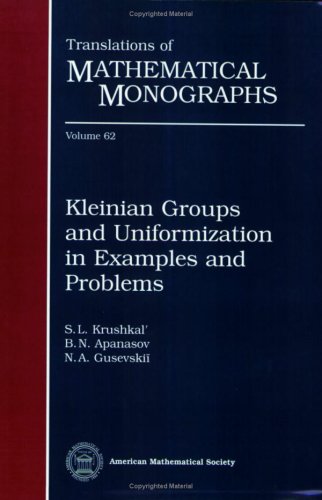 Translations of
MATHEMATICAL
MONOGRAPHS
Volume 62
Kleinian Groups
and Uniformization
in Examples and
Problems
S. L. Krushkal'
B. N. Apanasov
N. A. Gusevskiĭ
American Mathematical Society